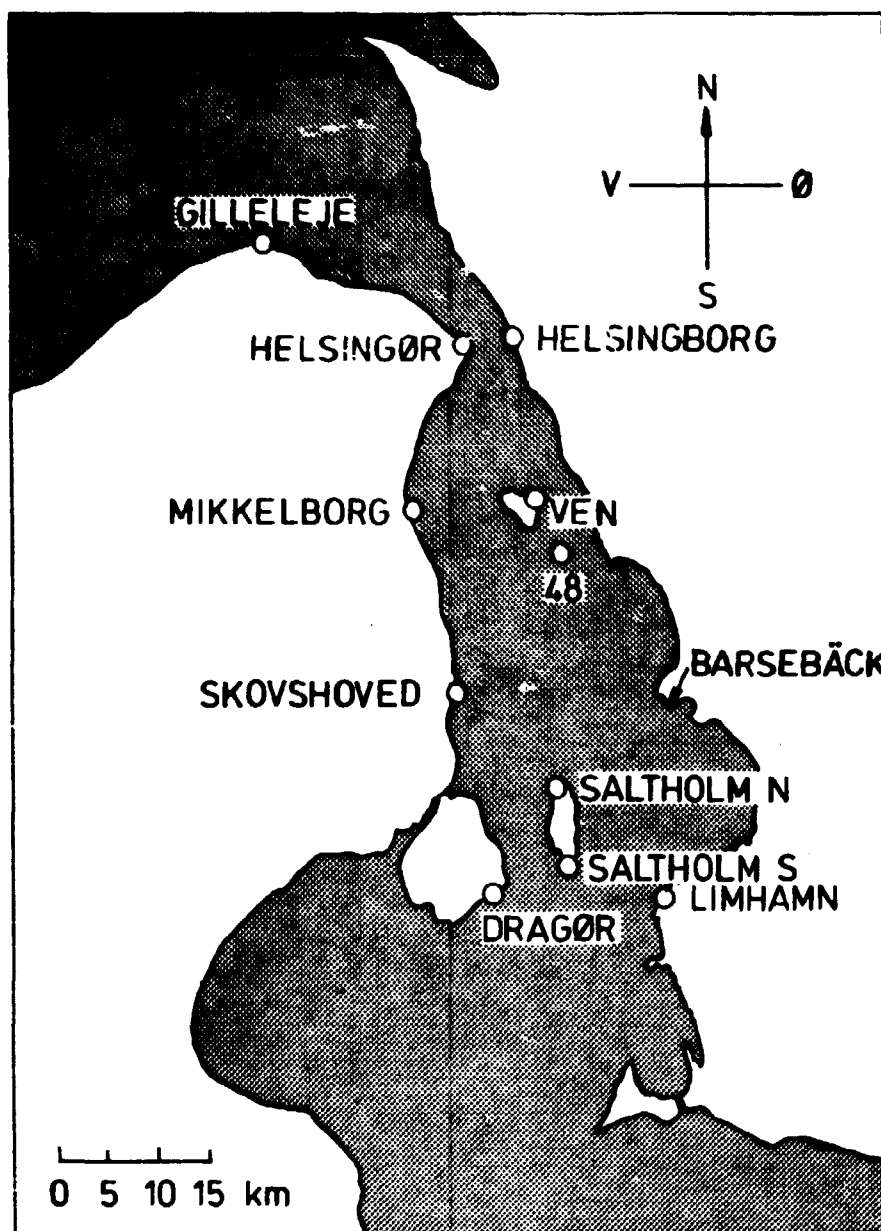 N
V Ø
S
GILLELEJE
HELSINGØR
HELSINGBORG
MIKKELBORG
VEN
48
BARSEBÄCK
SKOVSHOVED
SALTHOLM N
SALTHOLM S
LIMHAMN
DRAGØR
0 5 10 15 km